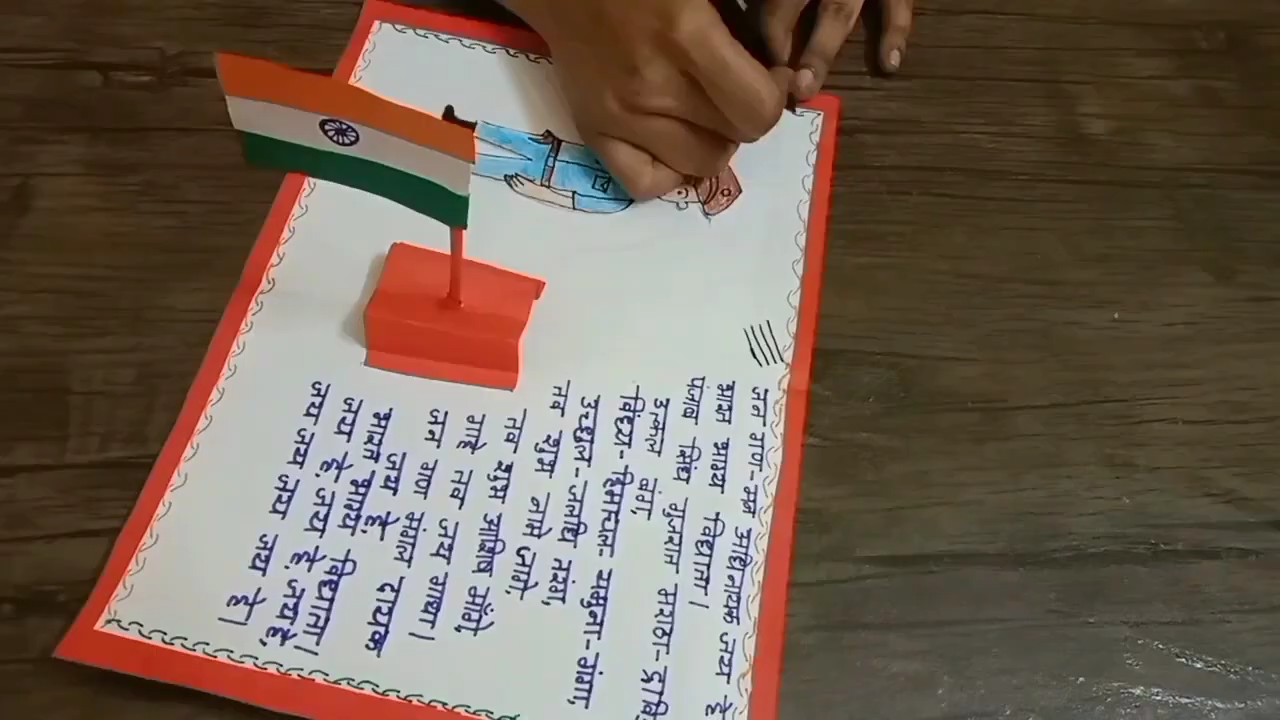 जन गण-मन अधिनायक जय हे
भारत भाग्य विधाता।
पंजाब सिंध गुजरात मराठा-द्रावि
उत्कल वंग,
विंध्य-हिमाचल-यमुना-गंगा,
उच्छल-जलधि तरंग,
तव शुभ नामे जागे,
तव शुभ आशिष माँगे,
गाहे तव जय गाथा।
जन गण मंगल दायक
जय हे,
भारत भाग्य विधाता।
जय हे, जय हे, जय हे,
जय जय जय जय हे।